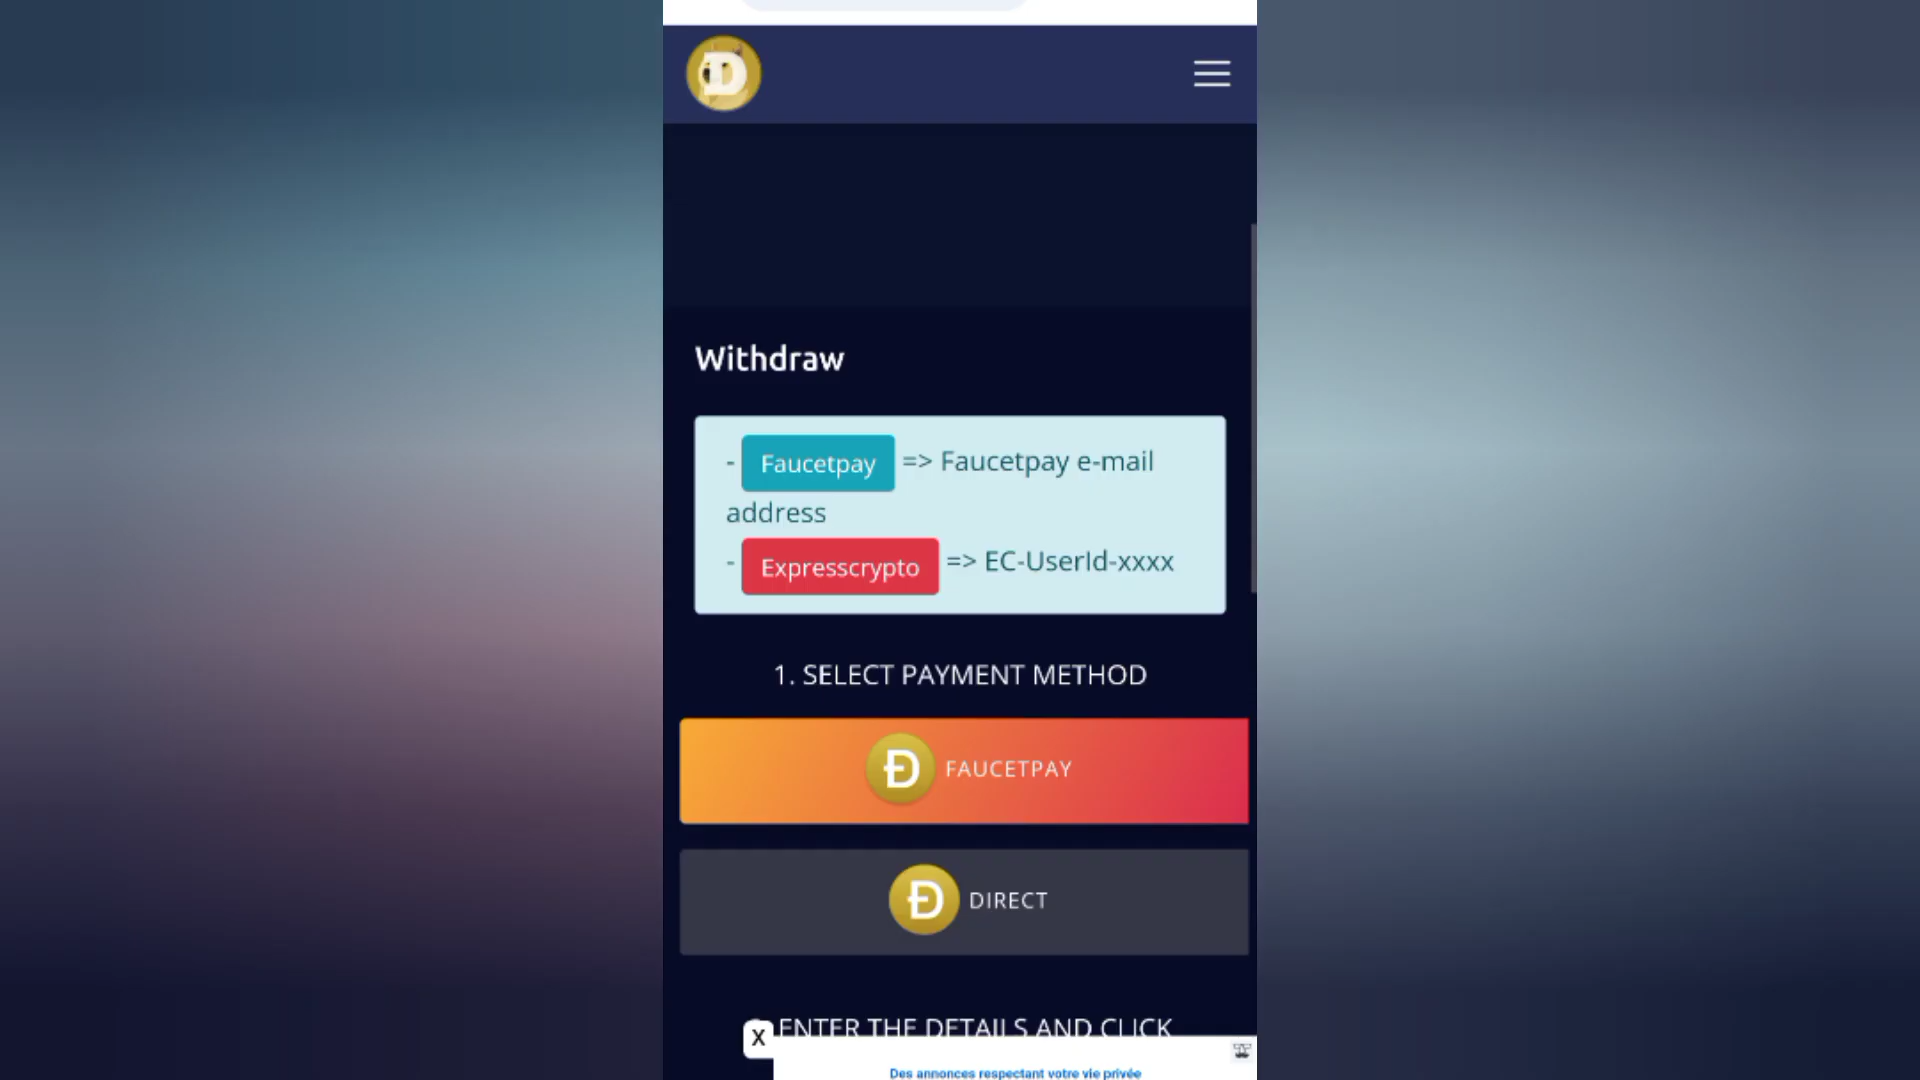 Withdraw
- Faucetpay => Faucetpay e-mail
address
- Expresscrypto => EC-UserId-xxxx
1. SELECT PAYMENT METHOD
FAUCETPAY
DIRECT
ENTER THE DETAILS AND CLICK
X
Des annonces respectant votre vie privée